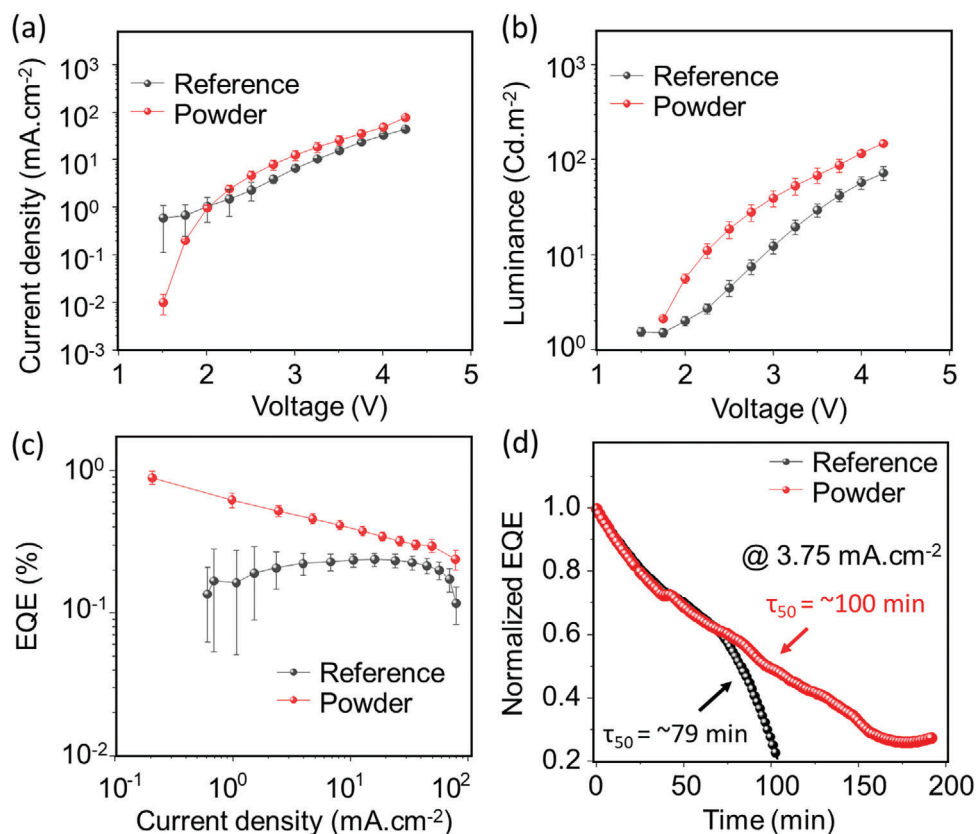 (a)
10³
10²
10¹
10⁰
10⁻¹
10⁻²
10⁻³
Current density (mA.cm⁻²)
Reference
Powder
1 2 3 4 5
Voltage (V)
(b)
10³
10²
10¹
10⁰
Luminance (Cd.m⁻²)
Reference
Powder
1 2 3 4 5
Voltage (V)
(c)
10⁰
10⁻¹
10⁻²
EQE (%)
Reference
Powder
10⁻¹ 10⁰ 10¹ 10²
Current density (mA.cm⁻²)
(d)
1.0
0.8
0.6
0.4
0.2
Normalized EQE
Reference
Powder
@ 3.75 mA.cm⁻²
τ₅₀ = ~100 min
τ₅₀ = ~79 min
0 50 100 150 200
Time (min)